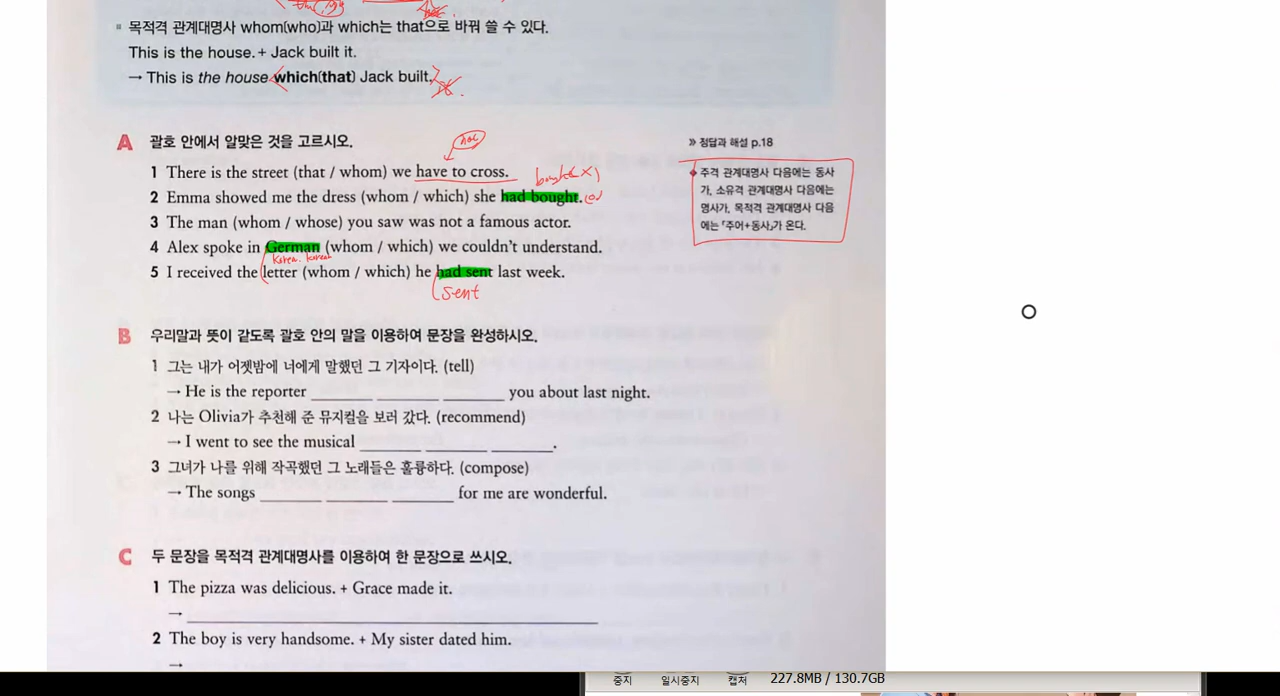 ▪ 목적격 관계대명사 whom(who)과 which는 that으로 바꿔 쓸 수 있다.
This is the house. + Jack built it.
→ This is the house which(that) Jack built.
A 괄호 안에서 알맞은 것을 고르시오.
1 There is the street (that / whom) we have to cross.
bought(×)
2 Emma showed me the dress (whom / which) she had bought. (o)
3 The man (whom / whose) you saw was not a famous actor.
4 Alex spoke in German (whom / which) we couldn't understand.
5 I received the letter (whom / which) he had sent last week.
sent
» 정답과 해설 p.18
◆ 주격 관계대명사 다음에는 동사
가, 소유격 관계대명사 다음에는
명사가, 목적격 관계대명사 다음
에는 「주어+동사」가 온다.
B 우리말과 뜻이 같도록 괄호 안의 말을 이용하여 문장을 완성하시오.
1 그는 내가 어젯밤에 너에게 말했던 그 기자이다. (tell)
→ He is the reporter ______ ______ ______ you about last night.
2 나는 Olivia가 추천해 준 뮤지컬을 보러 갔다. (recommend)
→ I went to see the musical ______ ______ ______.
3 그녀가 나를 위해 작곡했던 그 노래들은 훌륭하다. (compose)
→ The songs ______ ______ ______ for me are wonderful.
C 두 문장을 목적격 관계대명사를 이용하여 한 문장으로 쓰시오.
1 The pizza was delicious. + Grace made it.
→
2 The boy is very handsome. + My sister dated him.
→
중지 일시중지 캡처 227.8MB / 130.7GB